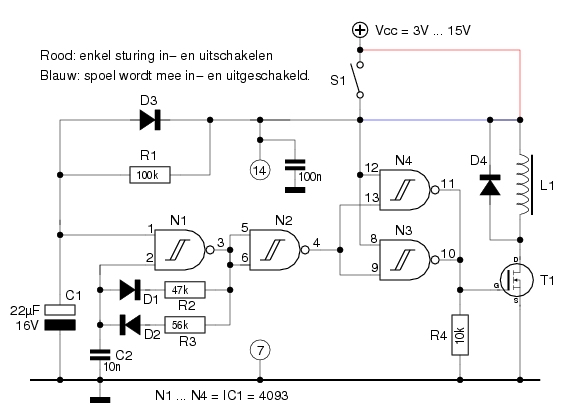 Vcc = 3V ... 15V
Rood: enkel sturing in– en uitschakelen
Blauw: spoel wordt mee in– en uitgeschakeld.
S1
D3
R1
100k
14
100n
N4
12
13
11
D4
L1
N1
1
2
3
N2
5
6
4
N3
8
9
10
D
G
S
T1
D1
47k
R2
D2
56k
R3
22µF
16V
C1
C2
10n
7
R4
10k
N1 ... N4 = IC1 = 4093